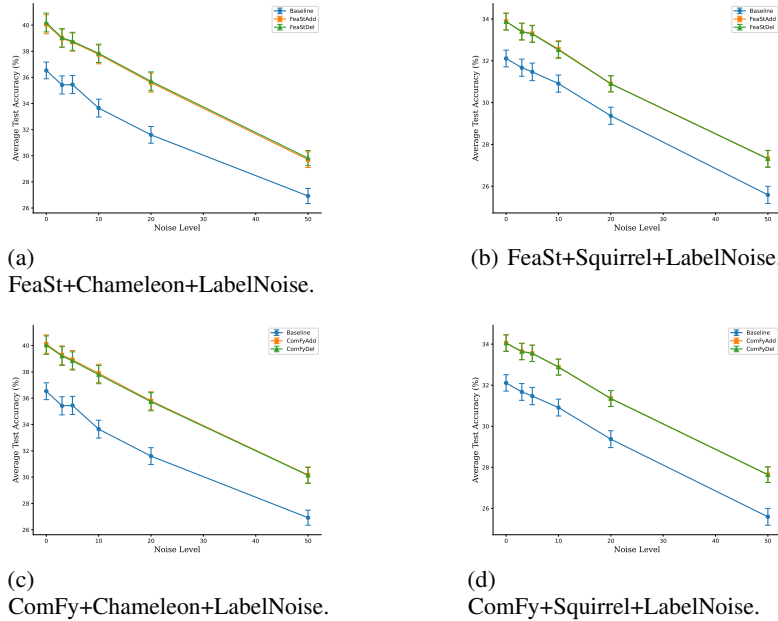 Baseline
FeaStAdd
FeaStDel
Average Test Accuracy (%)
40
38
36
34
32
30
28
26
0
10
20
30
40
50
Noise Level
(a)
FeaSt+Chameleon+LabelNoise.
Baseline
FeaStAdd
FeaStDel
Average Test Accuracy (%)
34
32
30
28
26
0
10
20
30
40
50
Noise Level
(b) FeaSt+Squirrel+LabelNoise.
Baseline
ComFyAdd
ComFyDel
Average Test Accuracy (%)
40
38
36
34
32
30
28
26
0
10
20
30
40
50
Noise Level
(c)
ComFy+Chameleon+LabelNoise.
Baseline
ComFyAdd
ComFyDel
Average Test Accuracy (%)
34
32
30
28
26
0
10
20
30
40
50
Noise Level
(d)
ComFy+Squirrel+LabelNoise.